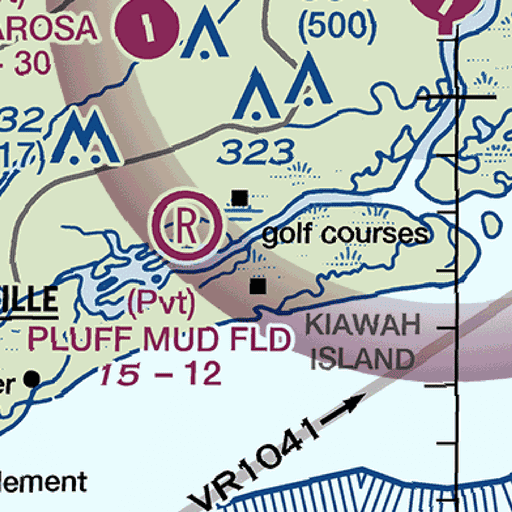 AROSA
- 30
(500)
32
17)
323
R
golf courses
ILLE
(Pvt)
PLUFF MUD FLD
15 - 12
KIAWAH
ISLAND
er
VR1041
lement